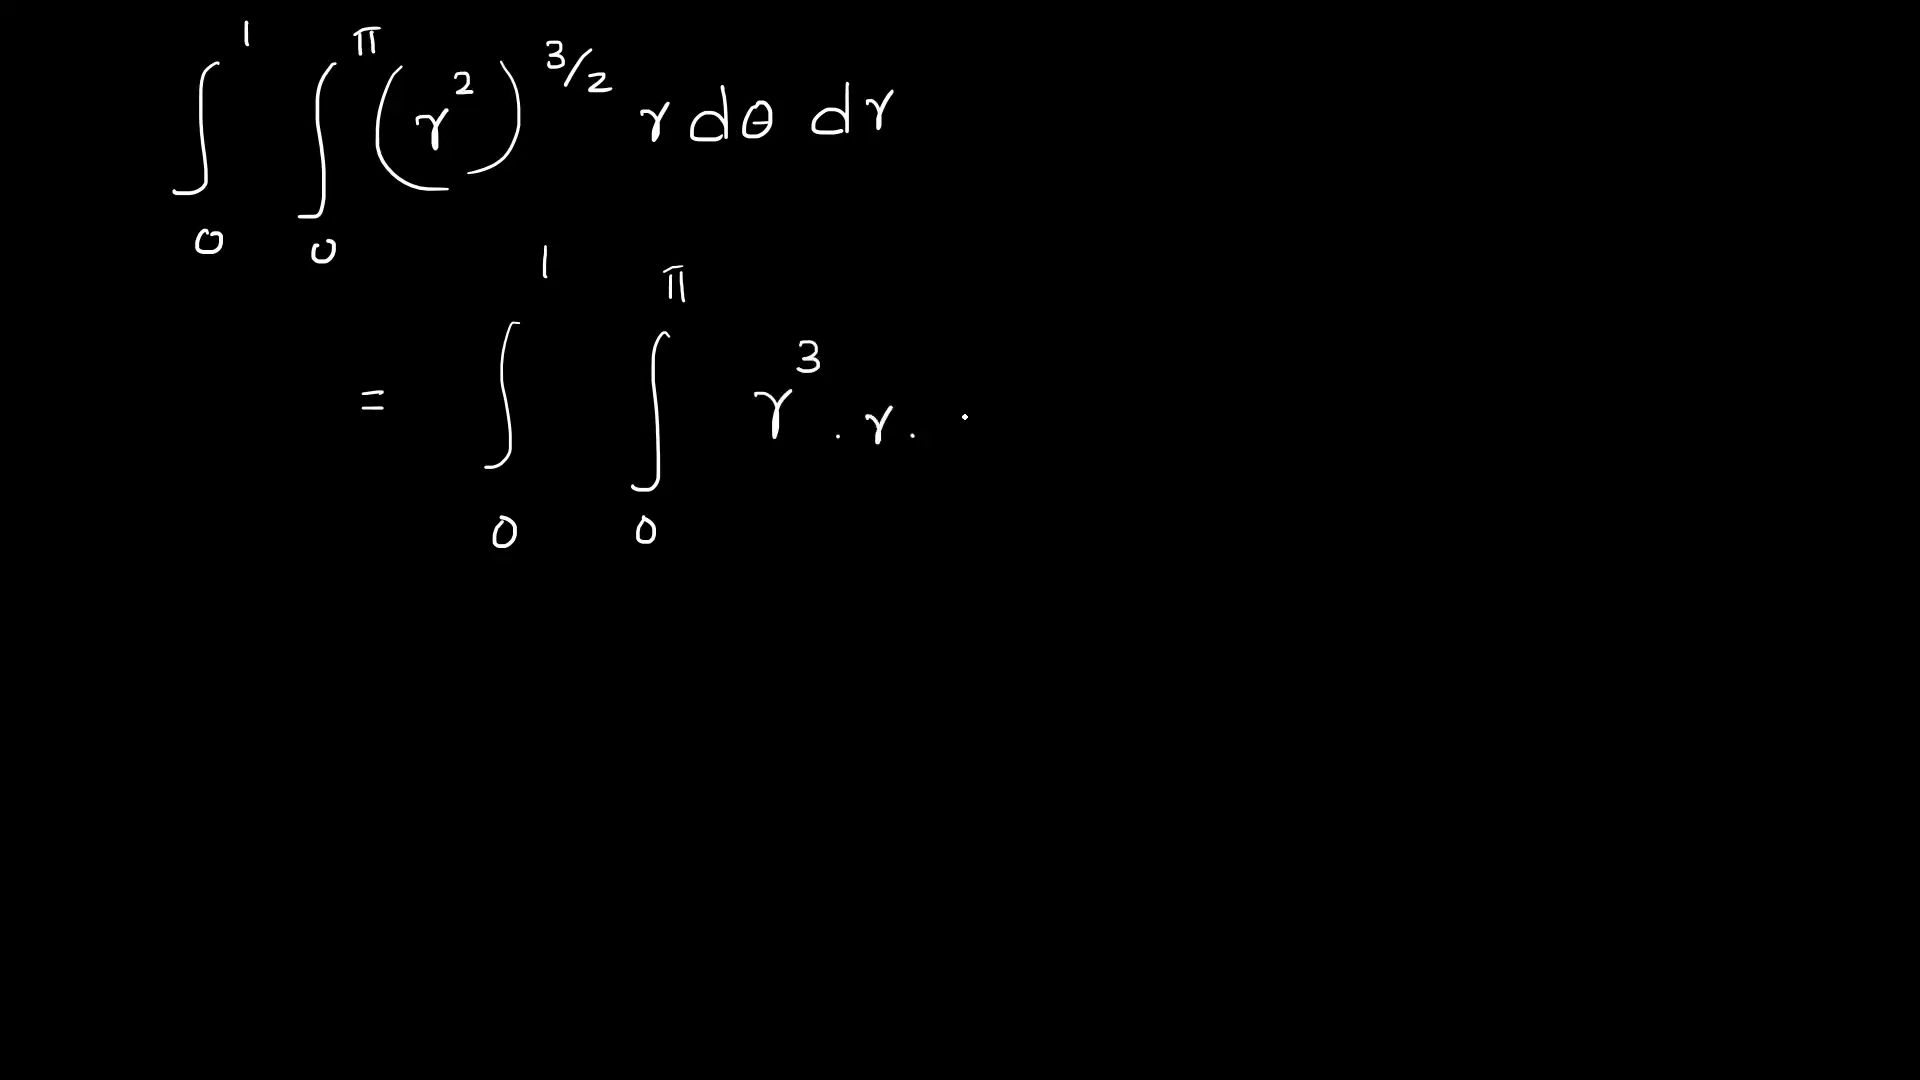 ∫₀¹ ∫₀^π (r²)^{3/2} r dθ dr
= ∫₀¹ ∫₀^π r³ . r .